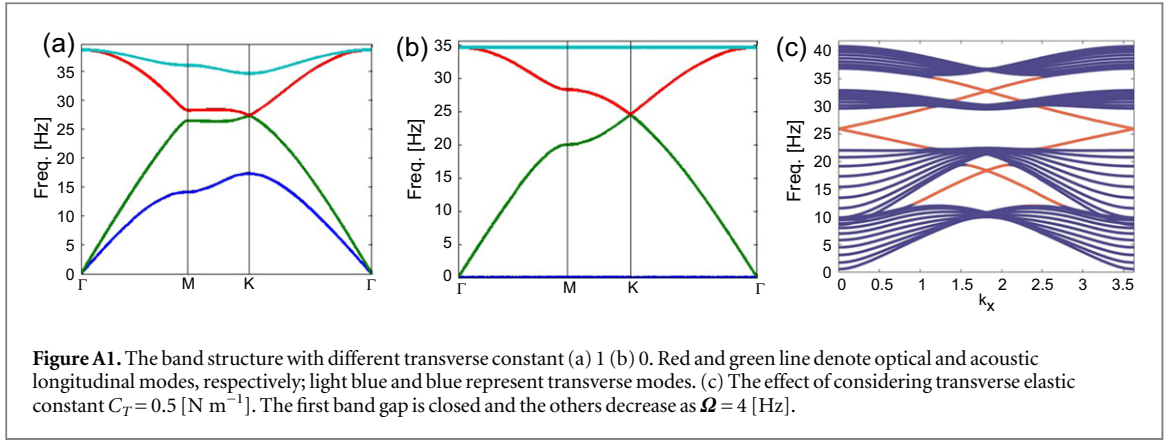 (a)
Freq. [Hz]
35
30
25
20
15
10
5
0
Γ M K Γ
(b)
Freq. [Hz]
35
30
25
20
15
10
5
0
Γ M K Γ
(c)
Freq. [Hz]
40
35
30
25
20
15
10
5
0
0 0.5 1 1.5 2 2.5 3 3.5
kx
Figure A1. The band structure with different transverse constant (a) 1 (b) 0. Red and green line denote optical and acoustic
longitudinal modes, respectively; light blue and blue represent transverse modes. (c) The effect of considering transverse elastic
constant C_T = 0.5 [N m⁻¹]. The first band gap is closed and the others decrease as Ω = 4 [Hz].